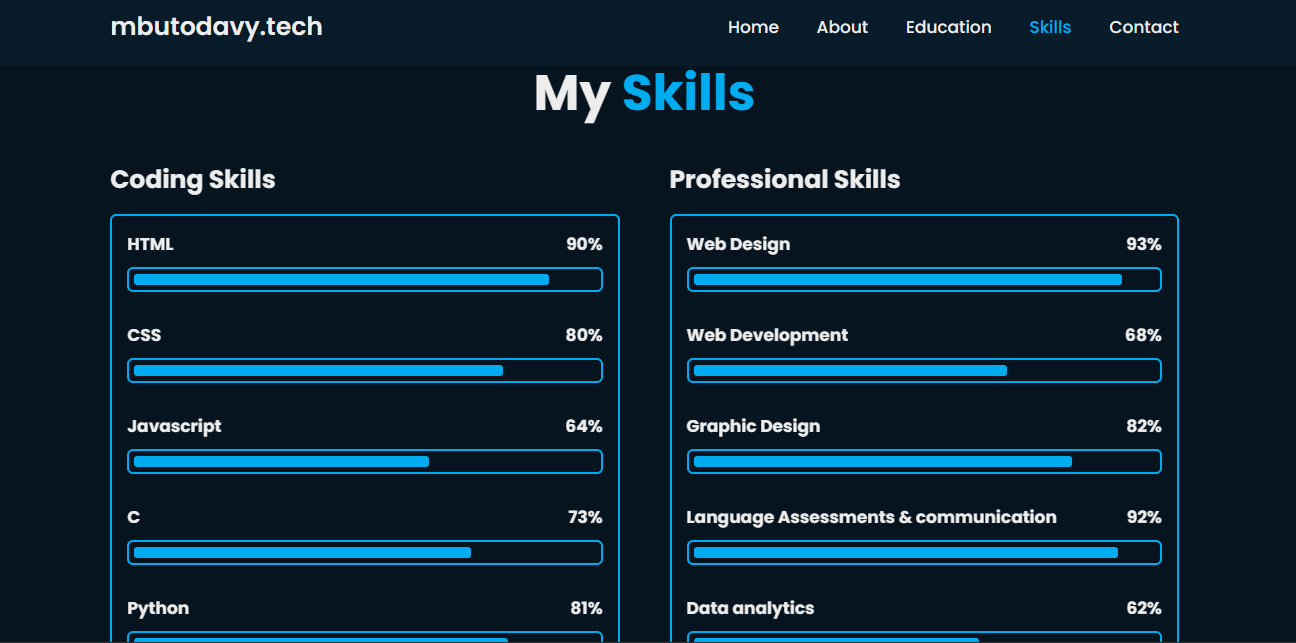 mbutodavy.tech
Home About Education Skills Contact
My Skills
Coding Skills
HTML 90%
CSS 80%
Javascript 64%
C 73%
Python 81%
Professional Skills
Web Design 93%
Web Development 68%
Graphic Design 82%
Language Assessments & communication 92%
Data analytics 62%